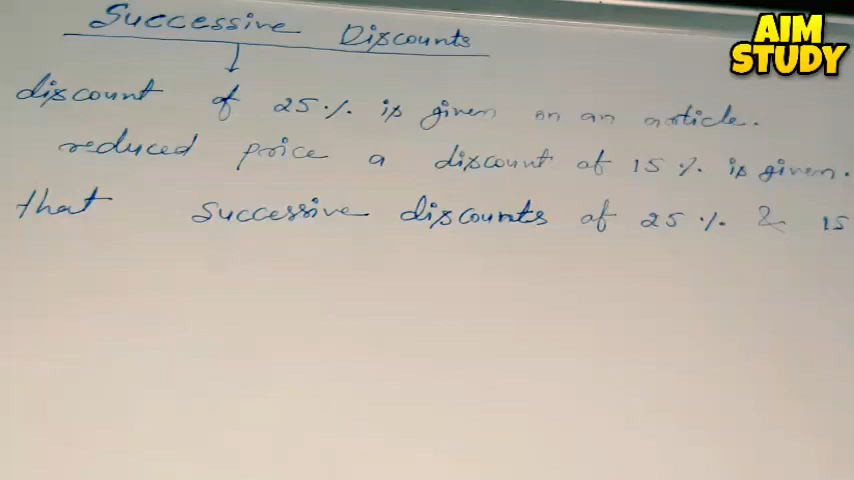 Successive Discounts
discount of 25% is given on an article.
reduced price a discount of 15% is given.
that successive discounts of 25% & 15
AIM
STUDY